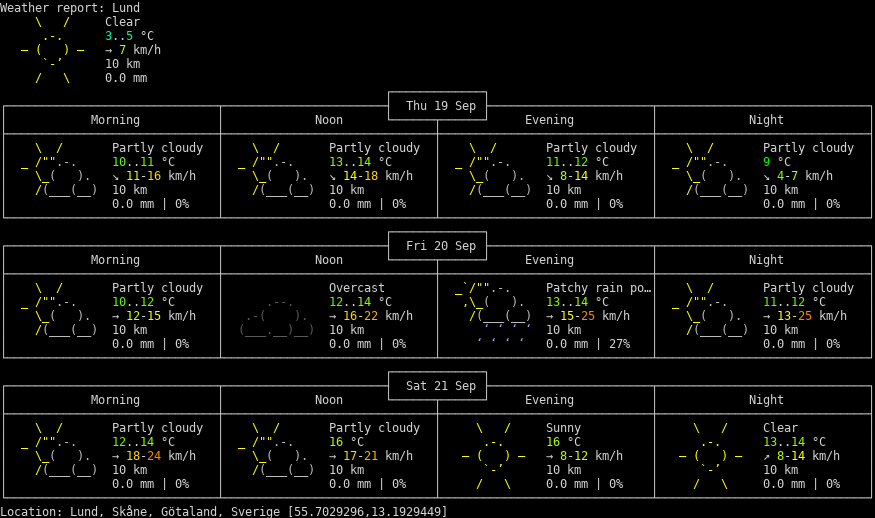 Weather report: Lund
Clear
3..5 °C
→ 7 km/h
10 km
0.0 mm
Thu 19 Sep
Morning Noon Evening Night
Partly cloudy Partly cloudy Partly cloudy Partly cloudy
10..11 °C 13..14 °C 11..12 °C 9 °C
↘ 11-16 km/h ↘ 14-18 km/h ↘ 8-14 km/h ↘ 4-7 km/h
10 km 10 km 10 km 10 km
0.0 mm | 0% 0.0 mm | 0% 0.0 mm | 0% 0.0 mm | 0%
Fri 20 Sep
Morning Noon Evening Night
Partly cloudy Overcast Patchy rain po… Partly cloudy
10..12 °C 12..14 °C 13..14 °C 11..12 °C
→ 12-15 km/h → 16-22 km/h → 15-25 km/h → 13-25 km/h
10 km 10 km 10 km 10 km
0.0 mm | 0% 0.0 mm | 0% 0.0 mm | 27% 0.0 mm | 0%
Sat 21 Sep
Morning Noon Evening Night
Partly cloudy Partly cloudy Sunny Clear
12..14 °C 16 °C 16 °C 13..14 °C
→ 18-24 km/h → 17-21 km/h → 8-12 km/h ↗ 8-14 km/h
10 km 10 km 10 km 10 km
0.0 mm | 0% 0.0 mm | 0% 0.0 mm | 0% 0.0 mm | 0%
Location: Lund, Skåne, Götaland, Sverige [55.7029296,13.1929449]